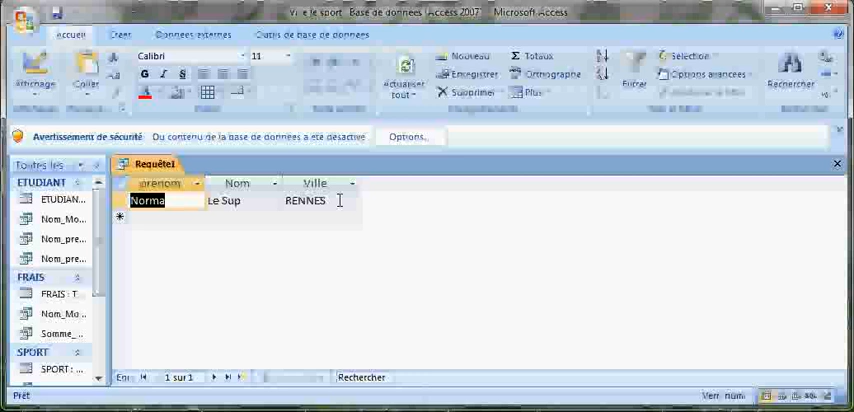 Ville le sport : Base de données (Access 2007) - Microsoft Access
Accueil Créer Données externes Outils de base de données
Affichage
Coller
Calibri 11
G I S
A
Actualiser tout
Nouveau
Enregistrer
Supprimer
Σ Totaux
Orthographe
Plus
Filtrer
Sélection
Options avancées
Rechercher
Avertissement de sécurité Du contenu de la base de données a été désactivé Options...
Toutes les
Requête1
prenom Nom Ville
Norma Le Sup RENNES
ETUDIANT
ETUDIAN...
Nom_Mo...
Nom_pre...
Nom_pre...
FRAIS
FRAIS : T
Nom_Mo...
Somme_...
SPORT
SPORT : ...
Enr 1 sur 1 Rechercher
Prêt Verr. num.